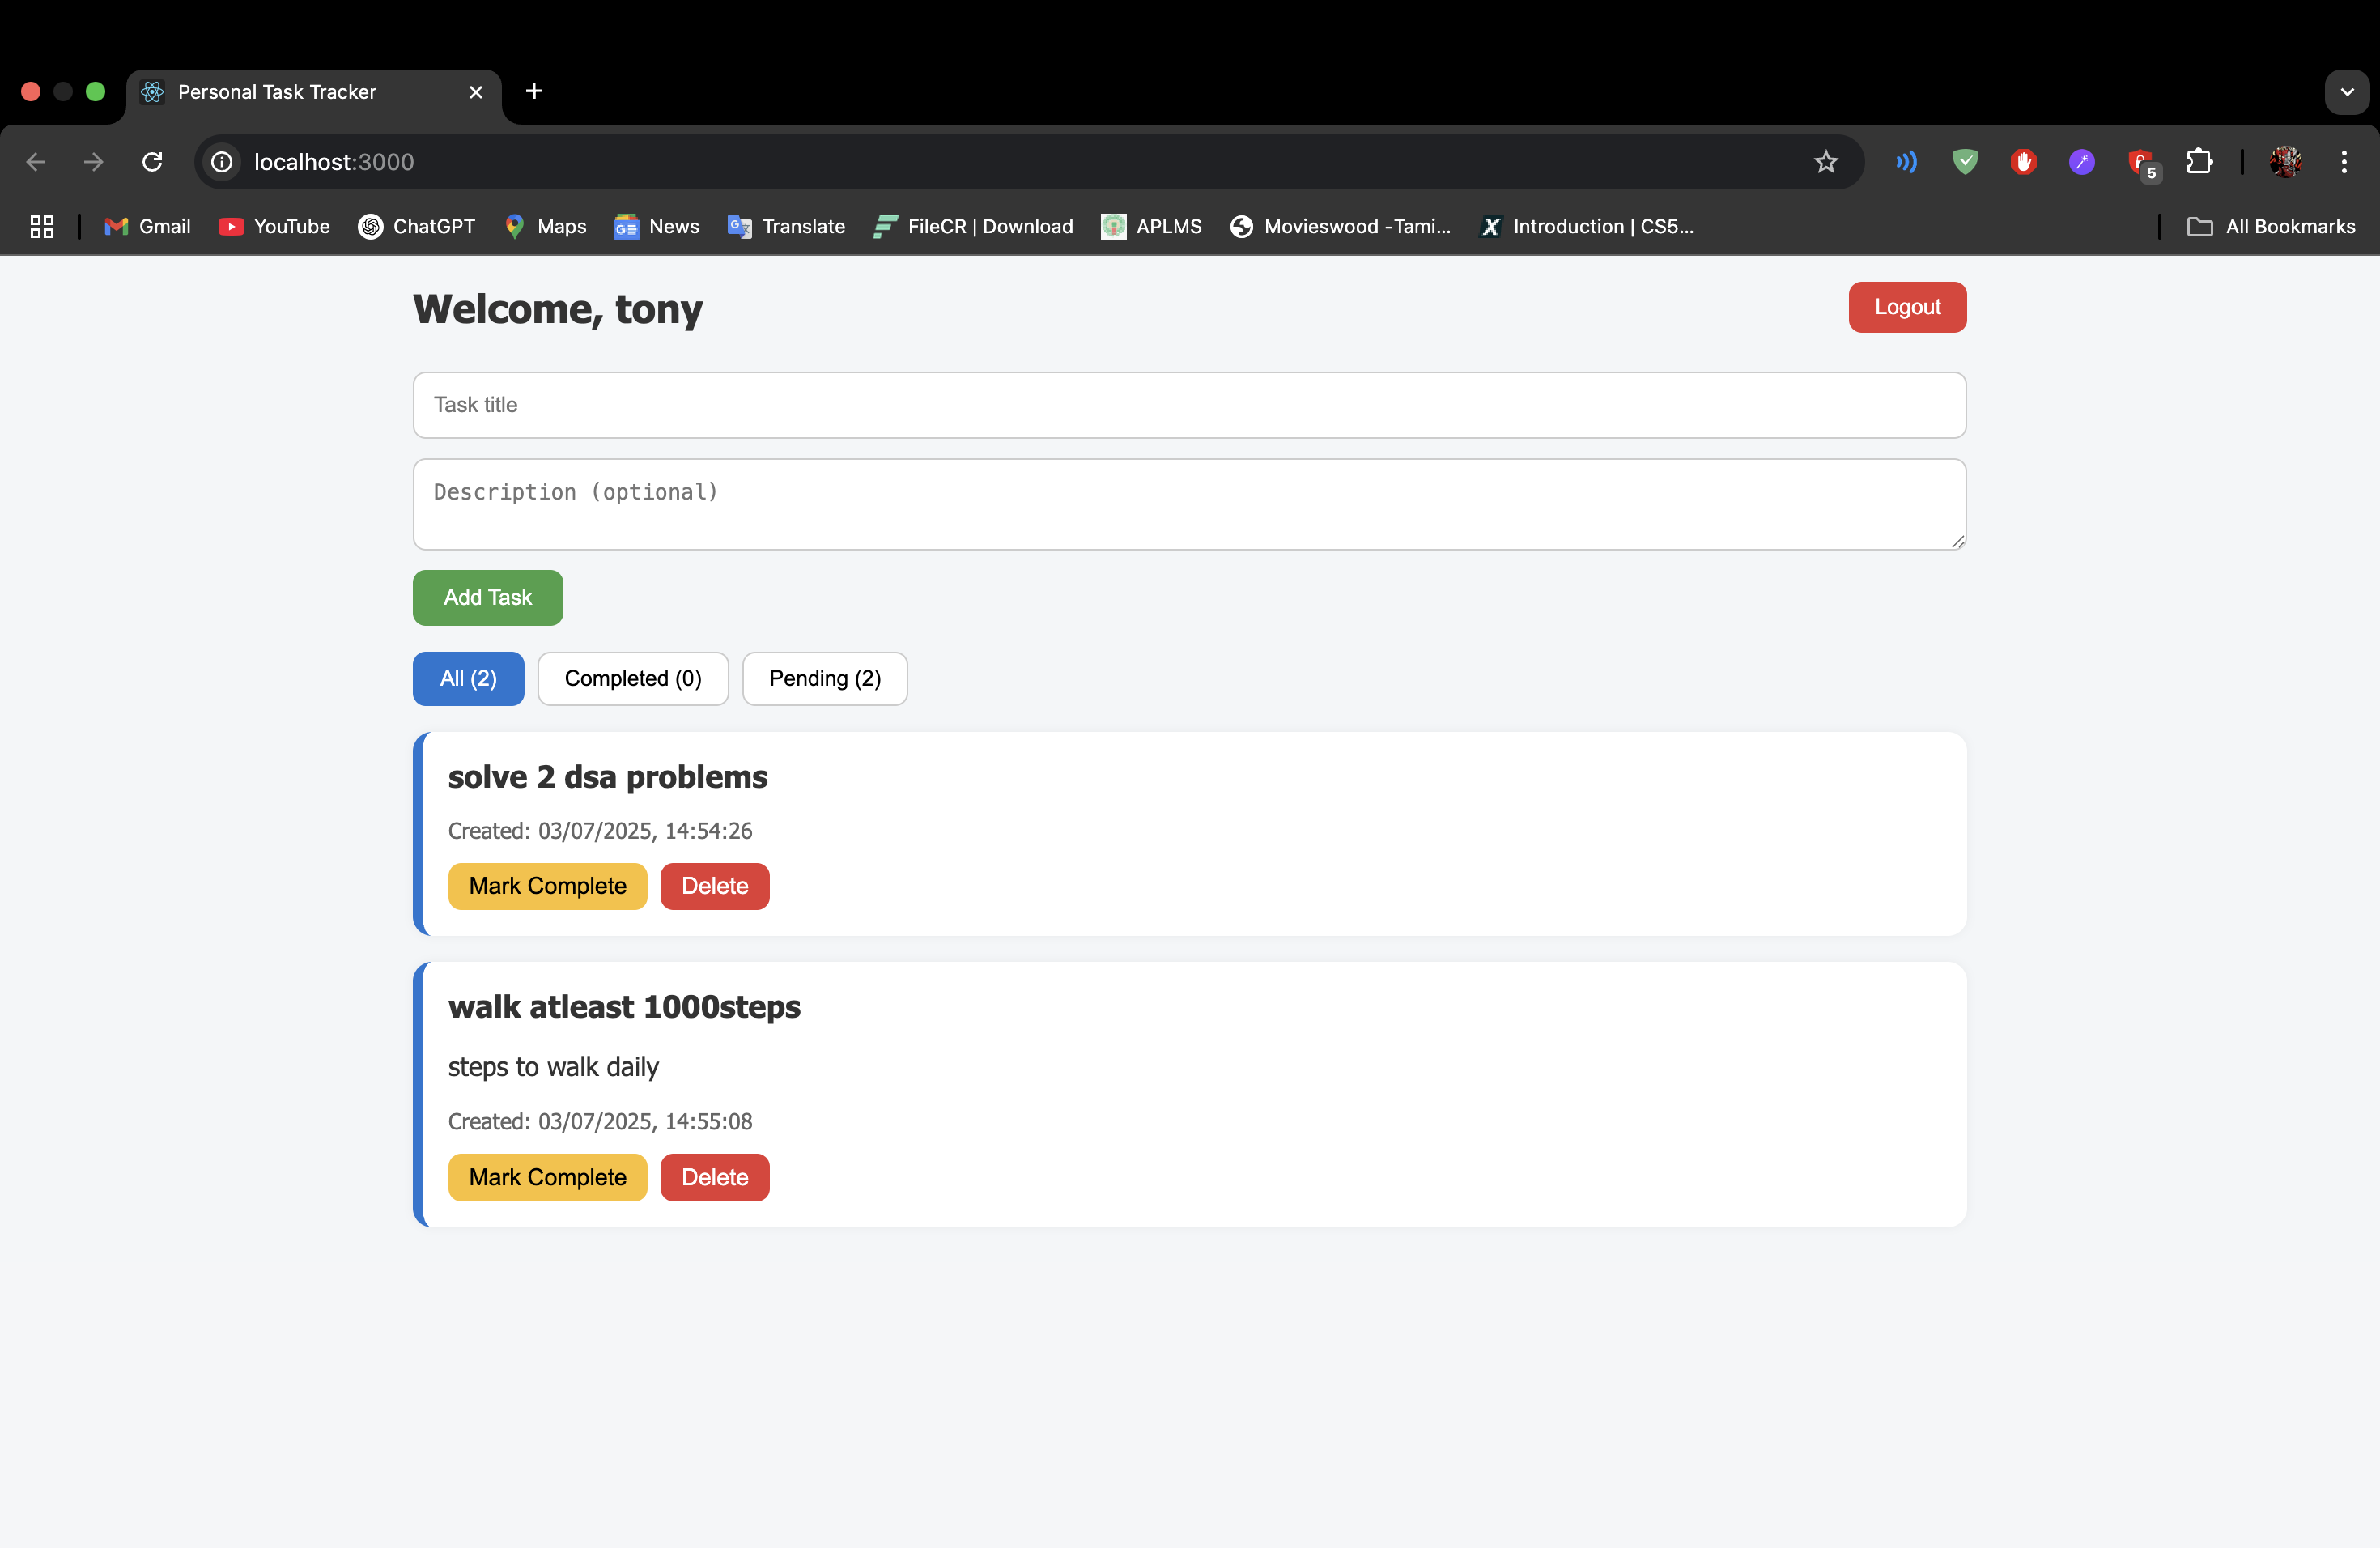 Personal Task Tracker
localhost:3000
5
Gmail YouTube ChatGPT Maps News Translate FileCR | Download APLMS Movieswood -Tami... Introduction | CS5... All Bookmarks
Welcome, tony
Logout
Task title
Description (optional)
Add Task
All (2) Completed (0) Pending (2)
solve 2 dsa problems
Created: 03/07/2025, 14:54:26
Mark Complete Delete
walk atleast 1000steps
steps to walk daily
Created: 03/07/2025, 14:55:08
Mark Complete Delete